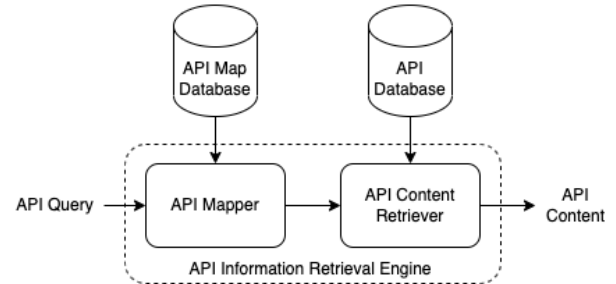 API Map
Database
API
Database
API Query
API Mapper
API Content
Retriever
API
Content
API Information Retrieval Engine